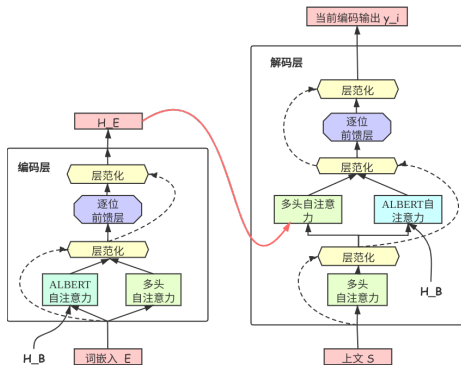 H_E
编码层
层范化
逐位
前馈层
层范化
ALBERT
自注意力
多头
自注意力
H_B
词嵌入 E
当前编码输出 y_i
解码层
层范化
逐位
前馈层
层范化
多头自注意
力
ALBERT自
注意力
H_B
层范化
多头
自注意力
上文 S